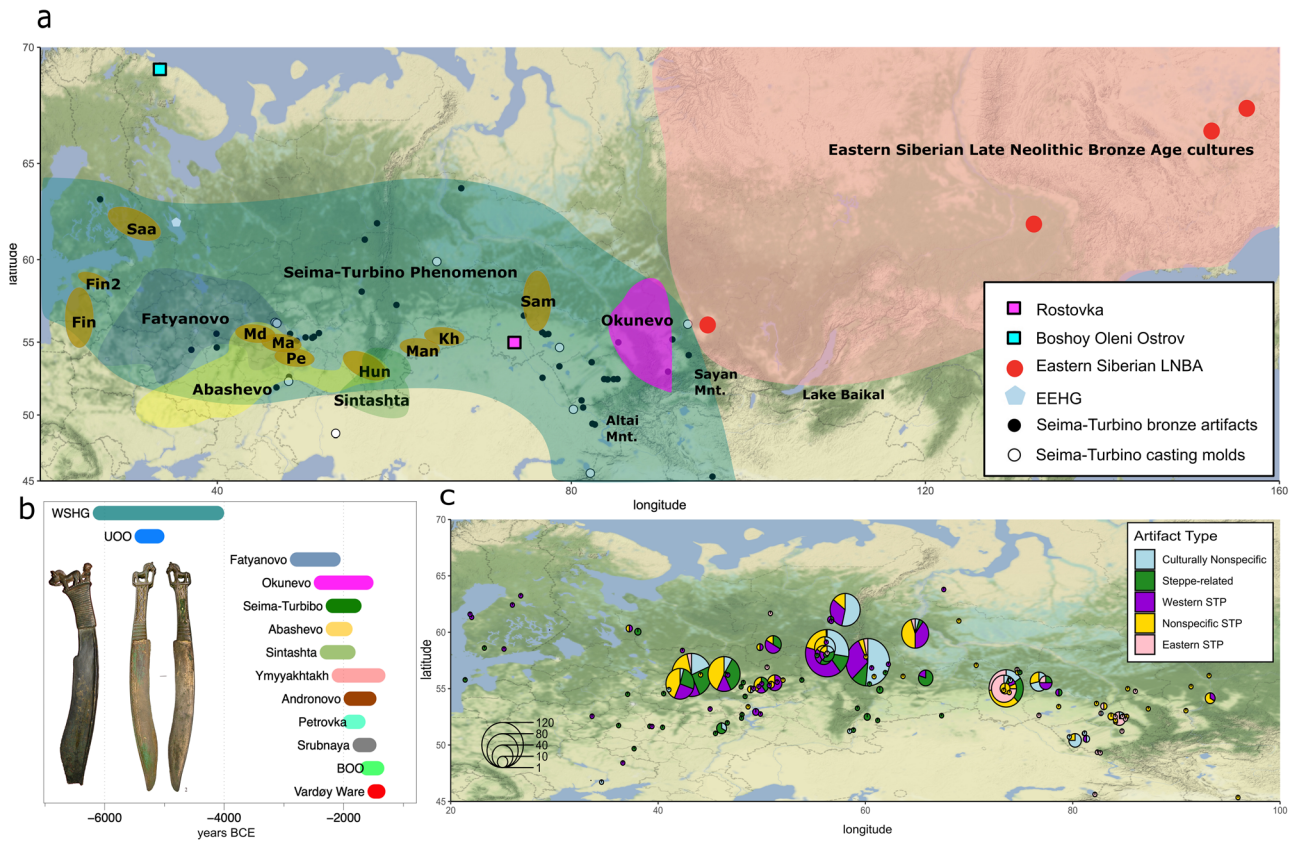 a
70
65
60
55
50
45
latitude
40
80
120
160
longitude
Eastern Siberian Late Neolithic Bronze Age cultures
Saa
Seima-Turbino Phenomenon
Fin2
Fin
Fatyanovo
Sam
Okunevo
Md
Ma
Pe
Kh
Man
Hun
Abashevo
Sintashta
Sayan
Mnt.
Lake Baikal
Altai
Mnt.
Rostovka
Boshoy Oleni Ostrov
Eastern Siberian LNBA
EEHG
Seima-Turbino bronze artifacts
Seima-Turbino casting molds
b
WSHG
UOO
Fatyanovo
Okunevo
Seima-Turbibo
Abashevo
Sintashta
Ymyyakhtakh
Andronovo
Petrovka
Srubnaya
BOO
Vardøy Ware
−6000
−4000
−2000
years BCE
c
70
65
60
55
50
45
latitude
20
40
60
80
100
longitude
120
80
40
10
1
Artifact Type
Culturally Nonspecific
Steppe-related
Western STP
Nonspecific STP
Eastern STP